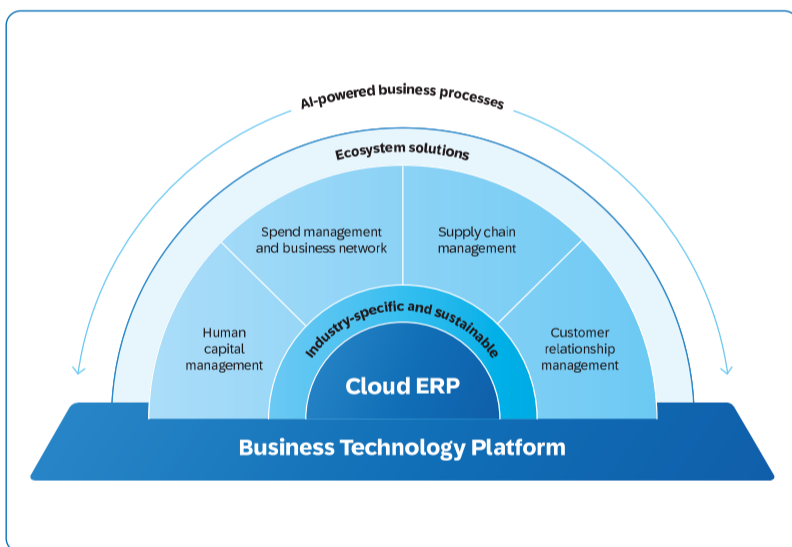 AI-powered business processes
Ecosystem solutions
Spend management
and business network
Supply chain
management
Human
capital
management
Industry-specific and sustainable
Customer
relationship
management
Cloud ERP
Business Technology Platform